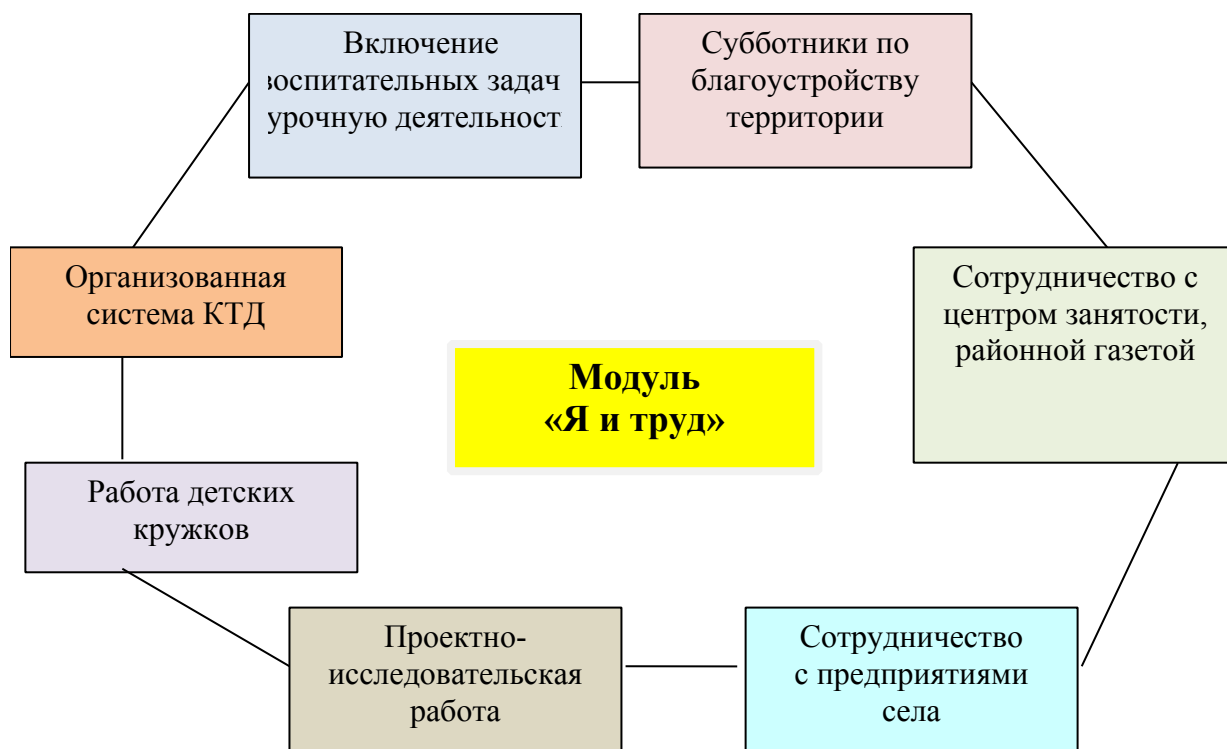 Включение
воспитательных задач
урочную деятельност
Субботники по
благоустройству
территории
Организованная
система КТД
Сотрудничество с
центром занятости,
районной газетой
Модуль
«Я и труд»
Работа детских
кружков
Проектно-
исследовательская
работа
Сотрудничество
с предприятиями
села